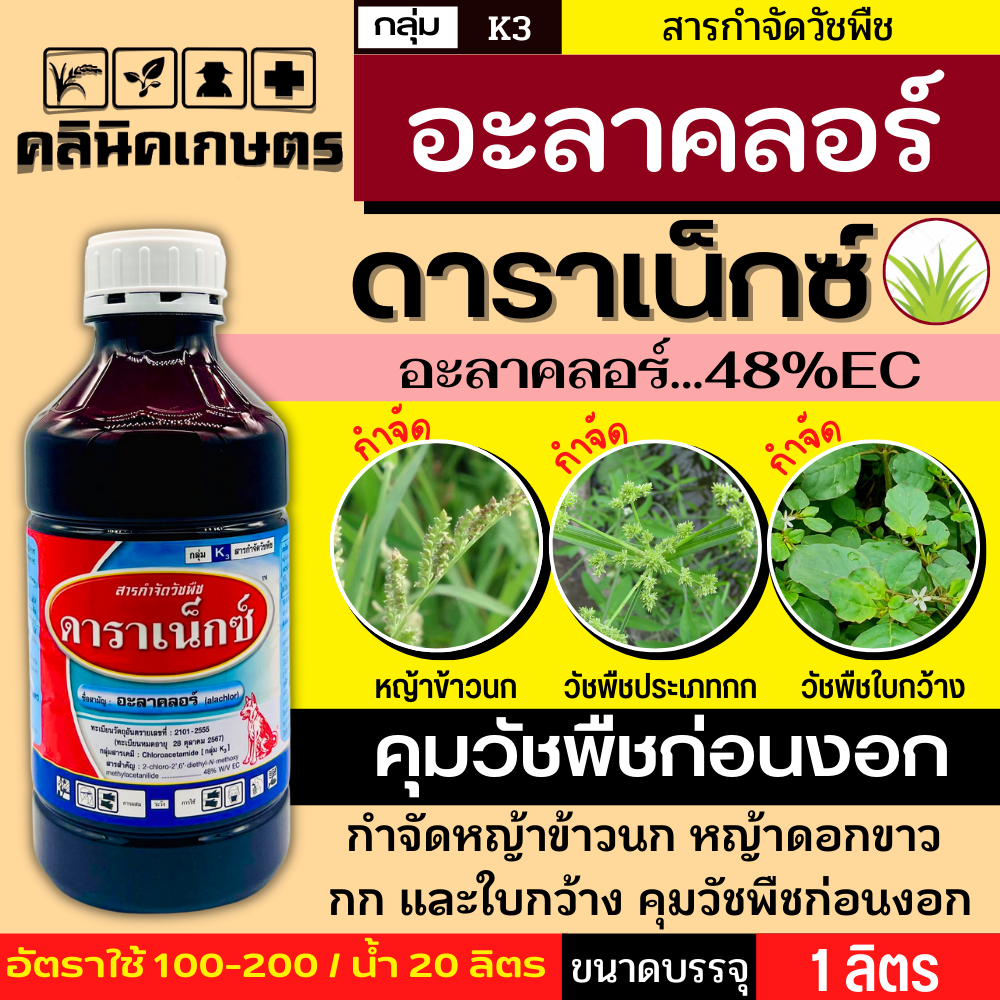 กลุ่ม K3 สารกำจัดวัชพืช
คลินิคเกษตร
อะลาคลอร์
ดาราเน็กซ์
อะลาคลอร์...48%EC
กำจัด กำจัด กำจัด
หญ้าข้าวนก วัชพืชประเภทกก วัชพืชใบกว้าง
คุมวัชพืชก่อนงอก
กำจัดหญ้าข้าวนก หญ้าดอกขาว
กก และใบกว้าง คุมวัชพืชก่อนงอก
อัตราใช้ 100-200 / น้ำ 20 ลิตร ขนาดบรรจุ 1 ลิตร
กลุ่ม K3 สารกำจัดวัชพืช
สารกำจัดวัชพืช
ดาราเน็กซ์
ชื่อสามัญ : อะลาคลอร์ (alachlor)
ทะเบียนวัตถุอันตรายเลขที่ : 2101-2555
(ทะเบียนหมดอายุ 28 ตุลาคม 2567)
กลุ่มสารเคมี : Chloroacetamide [กลุ่ม K3]
สารสำคัญ : 2-chloro-2',6'-diethyl-N-methoxy
methylacetanilide .......... 48% W/V EC